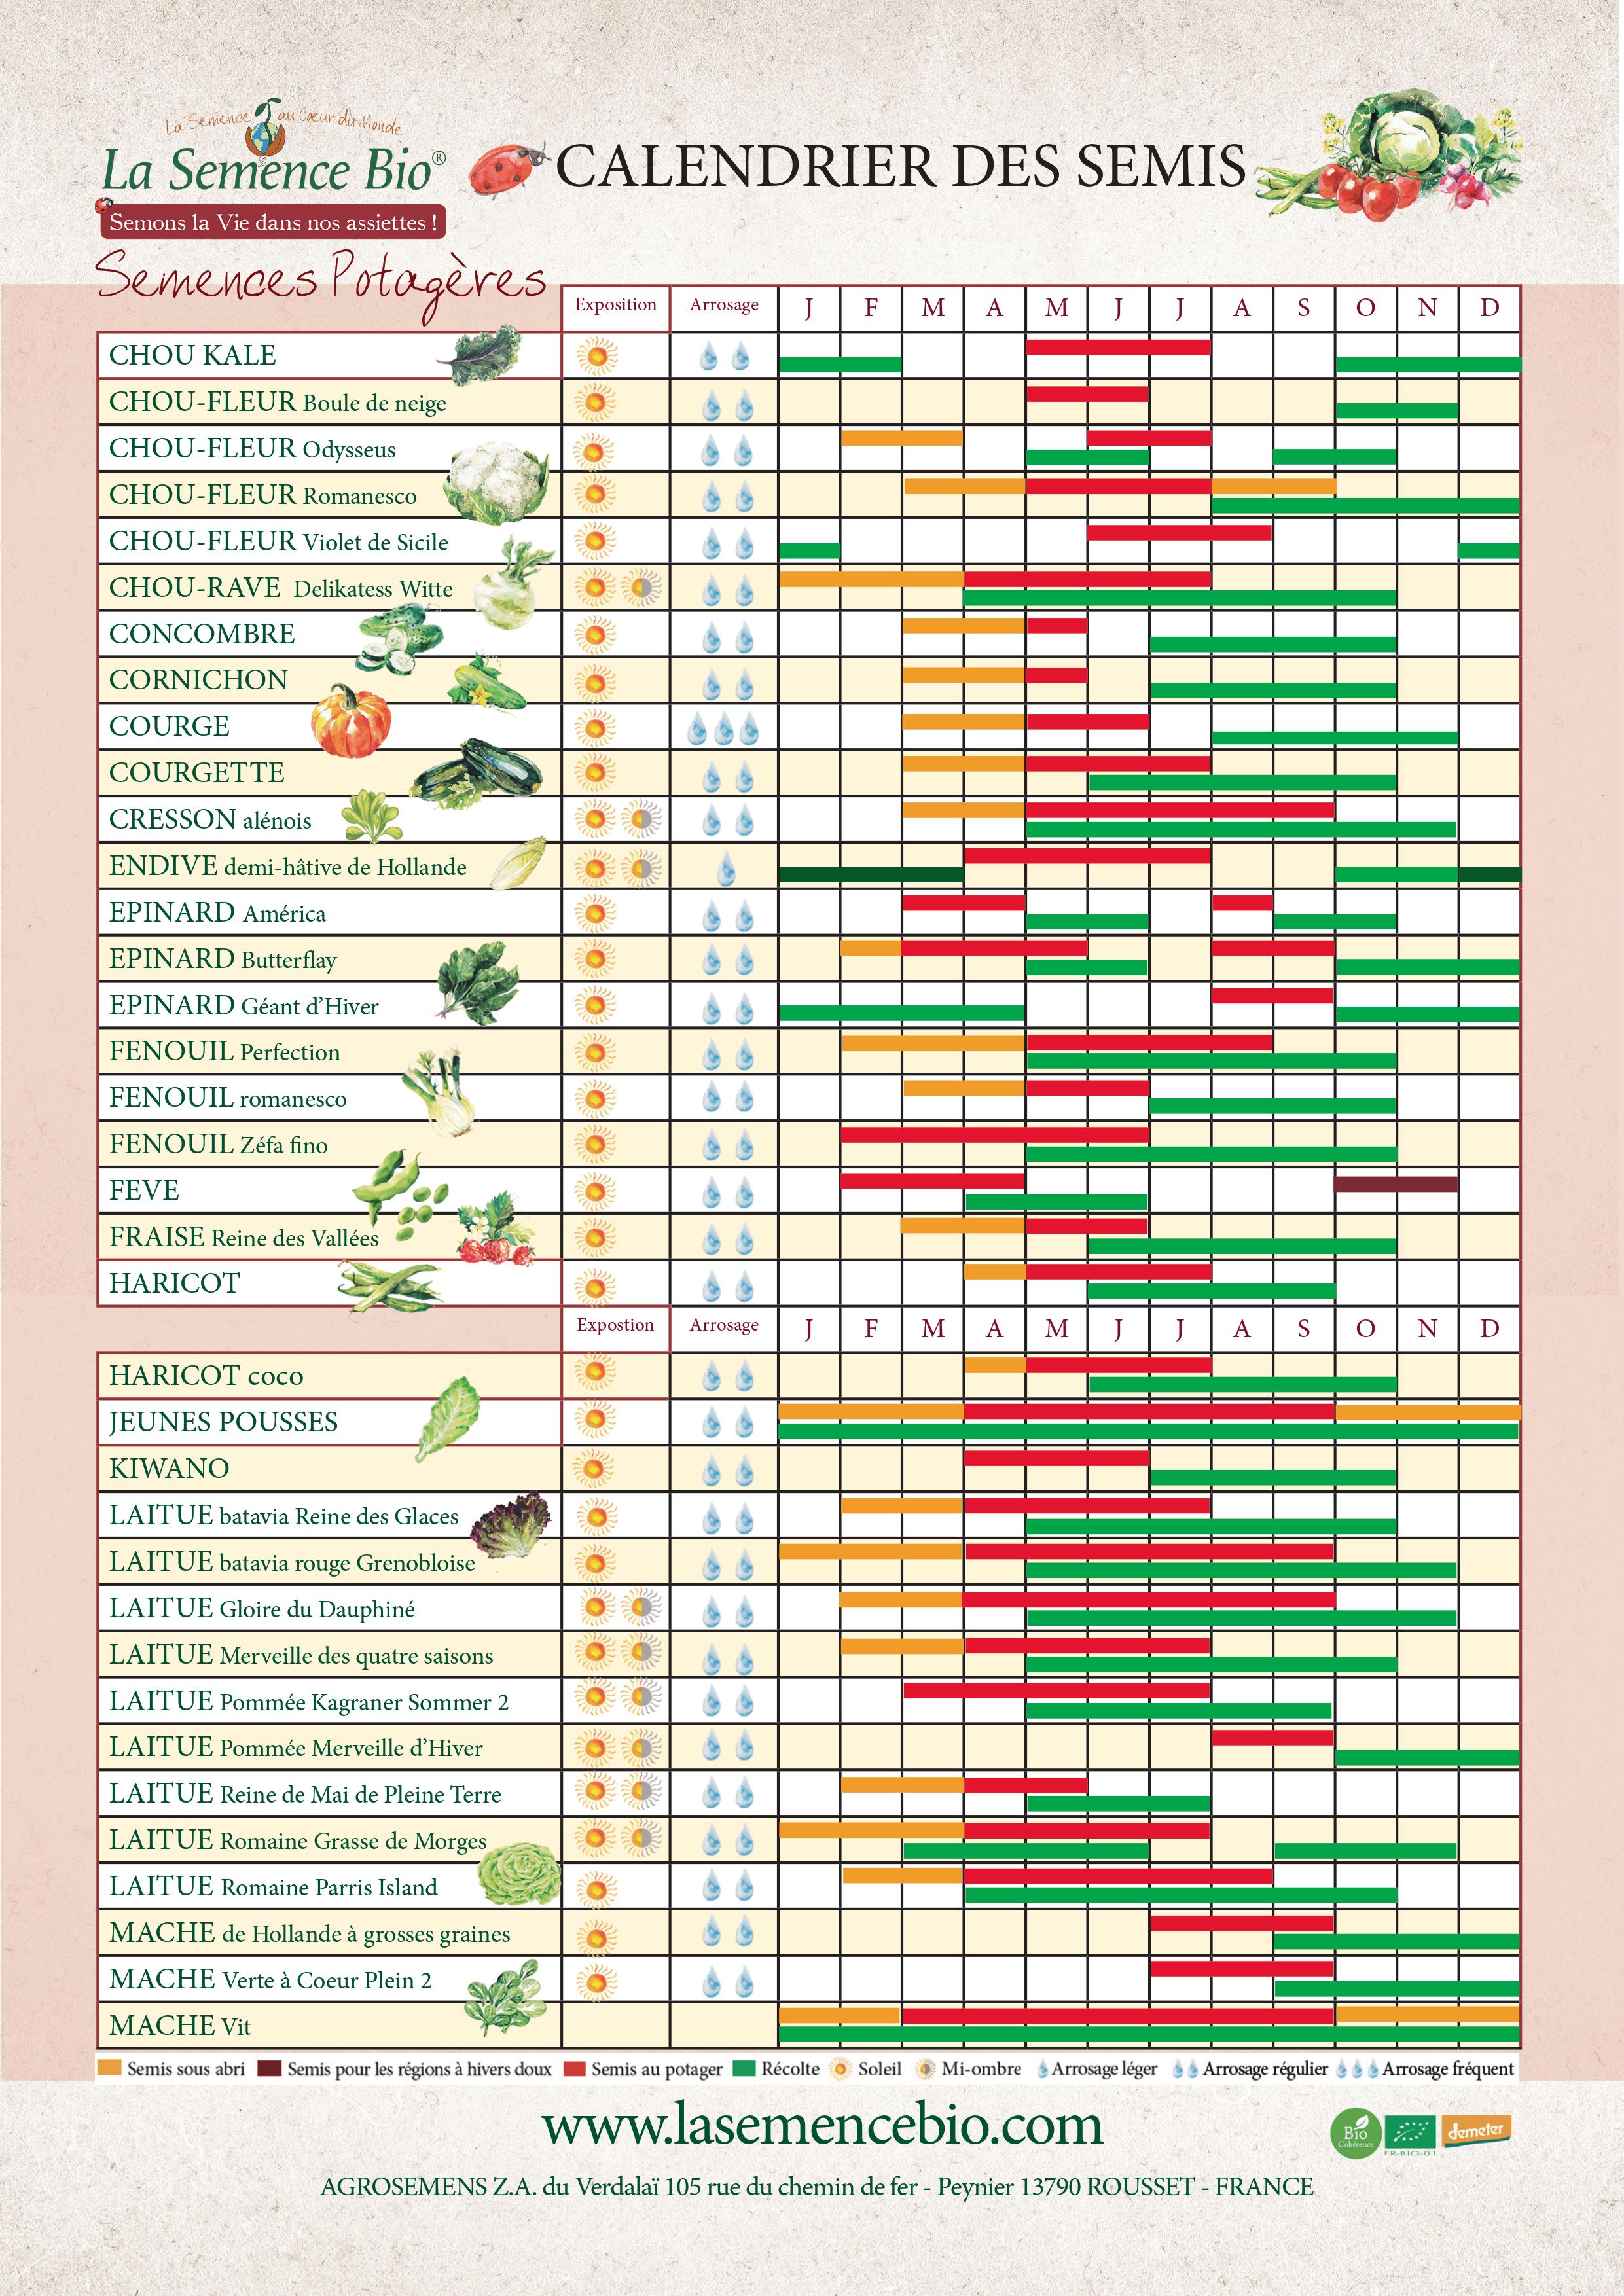 La Semence au Cœur du Monde
La Semence Bio®
Semons la Vie dans nos assiettes !
CALENDRIER DES SEMIS
Semences Potagères
Exposition Arrosage J F M A M J J A S O N D
CHOU KALE
CHOU-FLEUR Boule de neige
CHOU-FLEUR Odysseus
CHOU-FLEUR Romanesco
CHOU-FLEUR Violet de Sicile
CHOU-RAVE Delikatess Witte
CONCOMBRE
CORNICHON
COURGE
COURGETTE
CRESSON alénois
ENDIVE demi-hâtive de Hollande
EPINARD América
EPINARD Butterflay
EPINARD Géant d’Hiver
FENOUIL Perfection
FENOUIL romanesco
FENOUIL Zéfa fino
FEVE
FRAISE Reine des Vallées
HARICOT
Expostion Arrosage J F M A M J J A S O N D
HARICOT coco
JEUNES POUSSES
KIWANO
LAITUE batavia Reine des Glaces
LAITUE batavia rouge Grenobloise
LAITUE Gloire du Dauphiné
LAITUE Merveille des quatre saisons
LAITUE Pommée Kagraner Sommer 2
LAITUE Pommée Merveille d’Hiver
LAITUE Reine de Mai de Pleine Terre
LAITUE Romaine Grasse de Morges
LAITUE Romaine Parris Island
MACHE de Hollande à grosses graines
MACHE Verte à Coeur Plein 2
MACHE Vit
Semis sous abri Semis pour les régions à hivers doux Semis au potager Récolte Soleil Mi-ombre Arrosage léger Arrosage régulier Arrosage fréquent
www.lasemencebio.com
Bio
Cohérence
FR-BIO-01
demeter
AGROSEMENS Z.A. du Verdalaï 105 rue du chemin de fer - Peynier 13790 ROUSSET - FRANCE